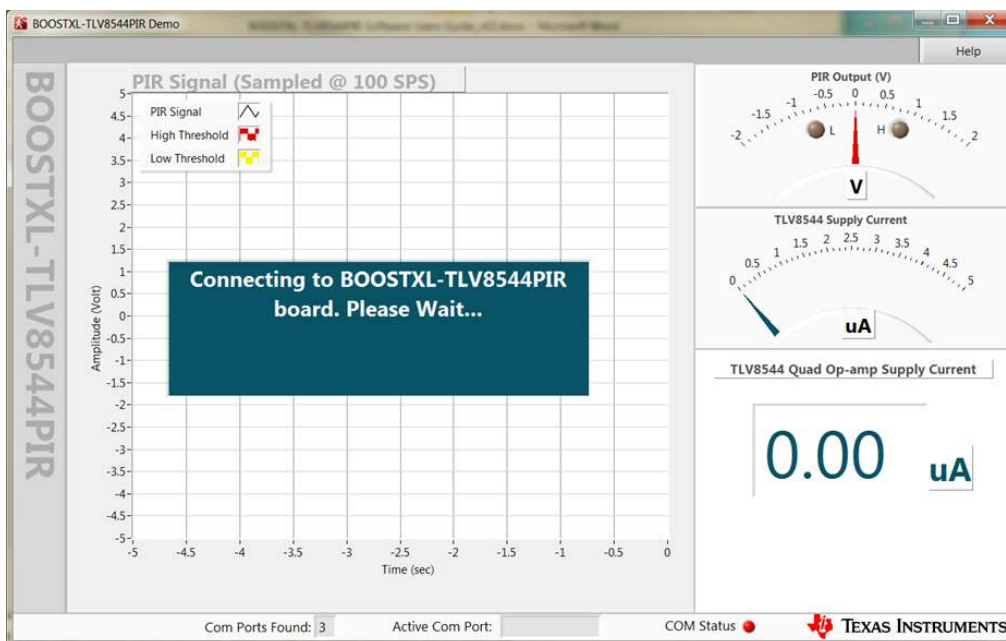 BOOSTXL-TLV8544PIR Demo
Help
BOOSTXL-TLV8544PIR
PIR Signal (Sampled @ 100 SPS)
PIR Signal
High Threshold
Low Threshold
Amplitude (Volt)
5
4.5
4
3.5
3
2.5
2
1.5
1
0.5
0
-0.5
-1
-1.5
-2
-2.5
-3
-3.5
-4
-4.5
-5
Connecting to BOOSTXL-TLV8544PIR
board. Please Wait...
-5 -4.5 -4 -3.5 -3 -2.5 -2 -1.5 -1 -0.5 0
Time (sec)
PIR Output (V)
-2 -1.5 -1 -0.5 0 0.5 1 1.5 2
L H
V
TLV8544 Supply Current
0 0.5 1 1.5 2 2.5 3 3.5 4 4.5 5
uA
TLV8544 Quad Op-amp Supply Current
0.00 uA
Com Ports Found: 3 Active Com Port: COM Status
TEXAS INSTRUMENTS